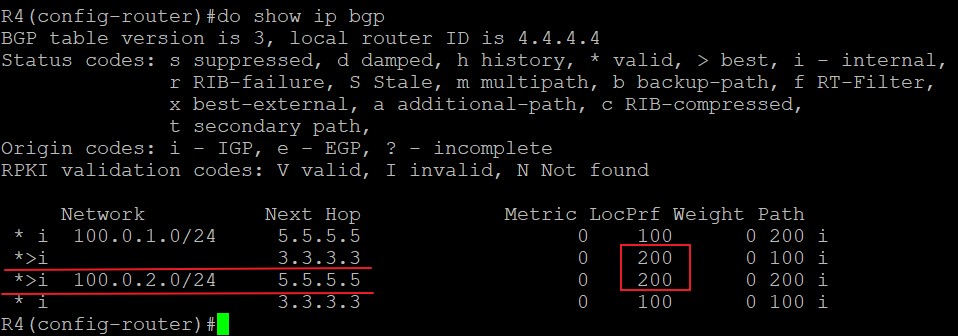 R4(config-router)#do show ip bgp
BGP table version is 3, local router ID is 4.4.4.4
Status codes: s suppressed, d damped, h history, * valid, > best, i - internal,
              r RIB-failure, S Stale, m multipath, b backup-path, f RT-Filter,
              x best-external, a additional-path, c RIB-compressed,
              t secondary path,
Origin codes: i - IGP, e - EGP, ? - incomplete
RPKI validation codes: V valid, I invalid, N Not found

     Network          Next Hop            Metric LocPrf Weight Path
 * i  100.0.1.0/24     5.5.5.5                  0    100      0 200 i
 *>i                   3.3.3.3                  0    200      0 100 i
 *>i  100.0.2.0/24     5.5.5.5                  0    200      0 200 i
 * i                   3.3.3.3                  0    100      0 100 i
R4(config-router)#